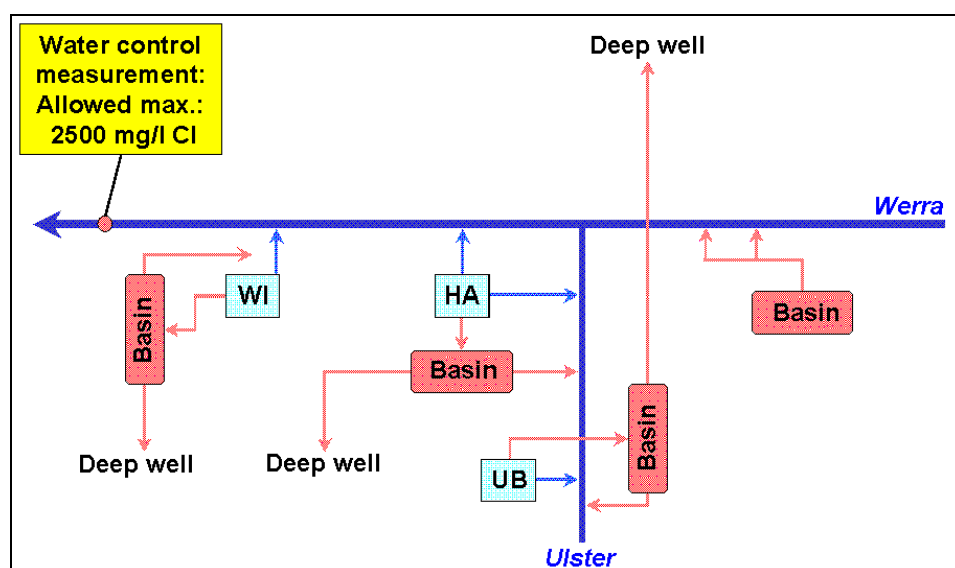 Water control
measurement:
Allowed max.:
2500 mg/l Cl
Deep well
Werra
WI
HA
Basin
Basin
Basin
Basin
Deep well
Deep well
UB
Ulster